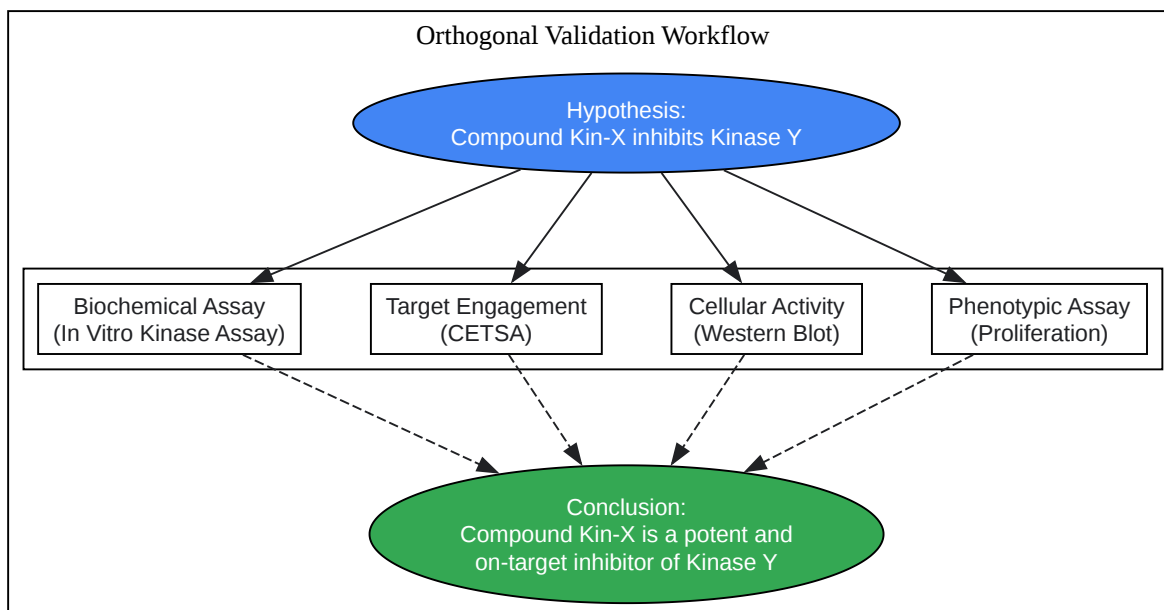 Orthogonal Validation Workflow
Hypothesis:
Compound Kin-X inhibits Kinase Y
Biochemical Assay
(In Vitro Kinase Assay)
Target Engagement
(CETSA)
Cellular Activity
(Western Blot)
Phenotypic Assay
(Proliferation)
Conclusion:
Compound Kin-X is a potent and
on-target inhibitor of Kinase Y